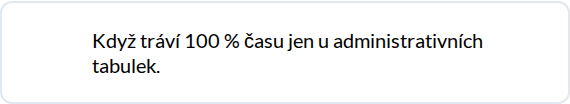 Když tráví 100 % času jen u administrativních
tabulek.